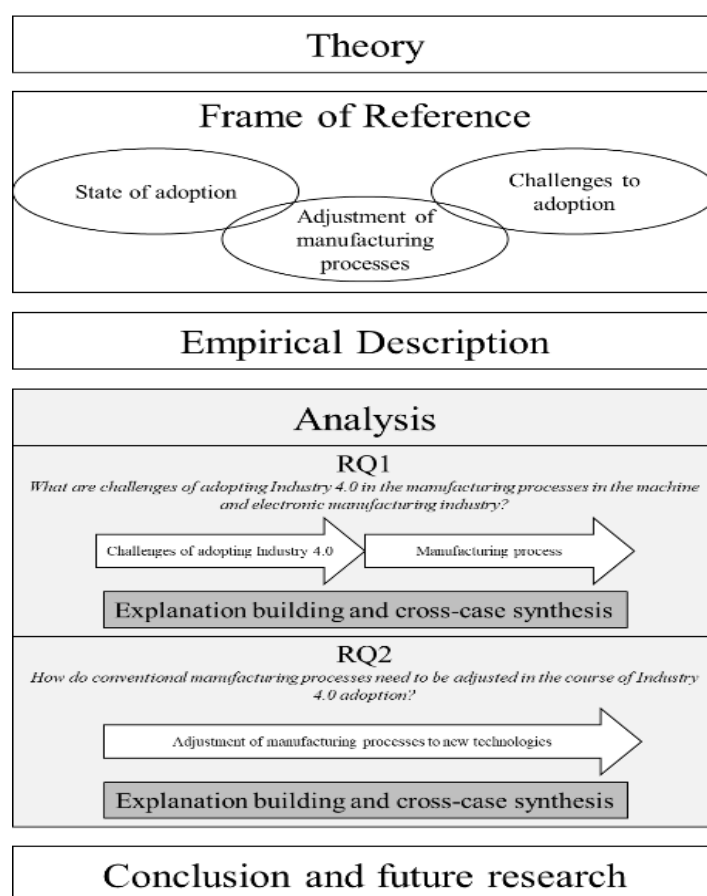 Theory
Frame of Reference
State of adoption
Challenges to
adoption
Adjustment of
manufacturing
processes
Empirical Description
Analysis
RQ1
What are challenges of adopting Industry 4.0 in the manufacturing processes in the machine
and electronic manufacturing industry?
Challenges of adopting Industry 4.0
Manufacturing process
Explanation building and cross-case synthesis
RQ2
How do conventional manufacturing processes need to be adjusted in the course of Industry
4.0 adoption?
Adjustment of manufacturing processes to new technologies
Explanation building and cross-case synthesis
Conclusion and future research